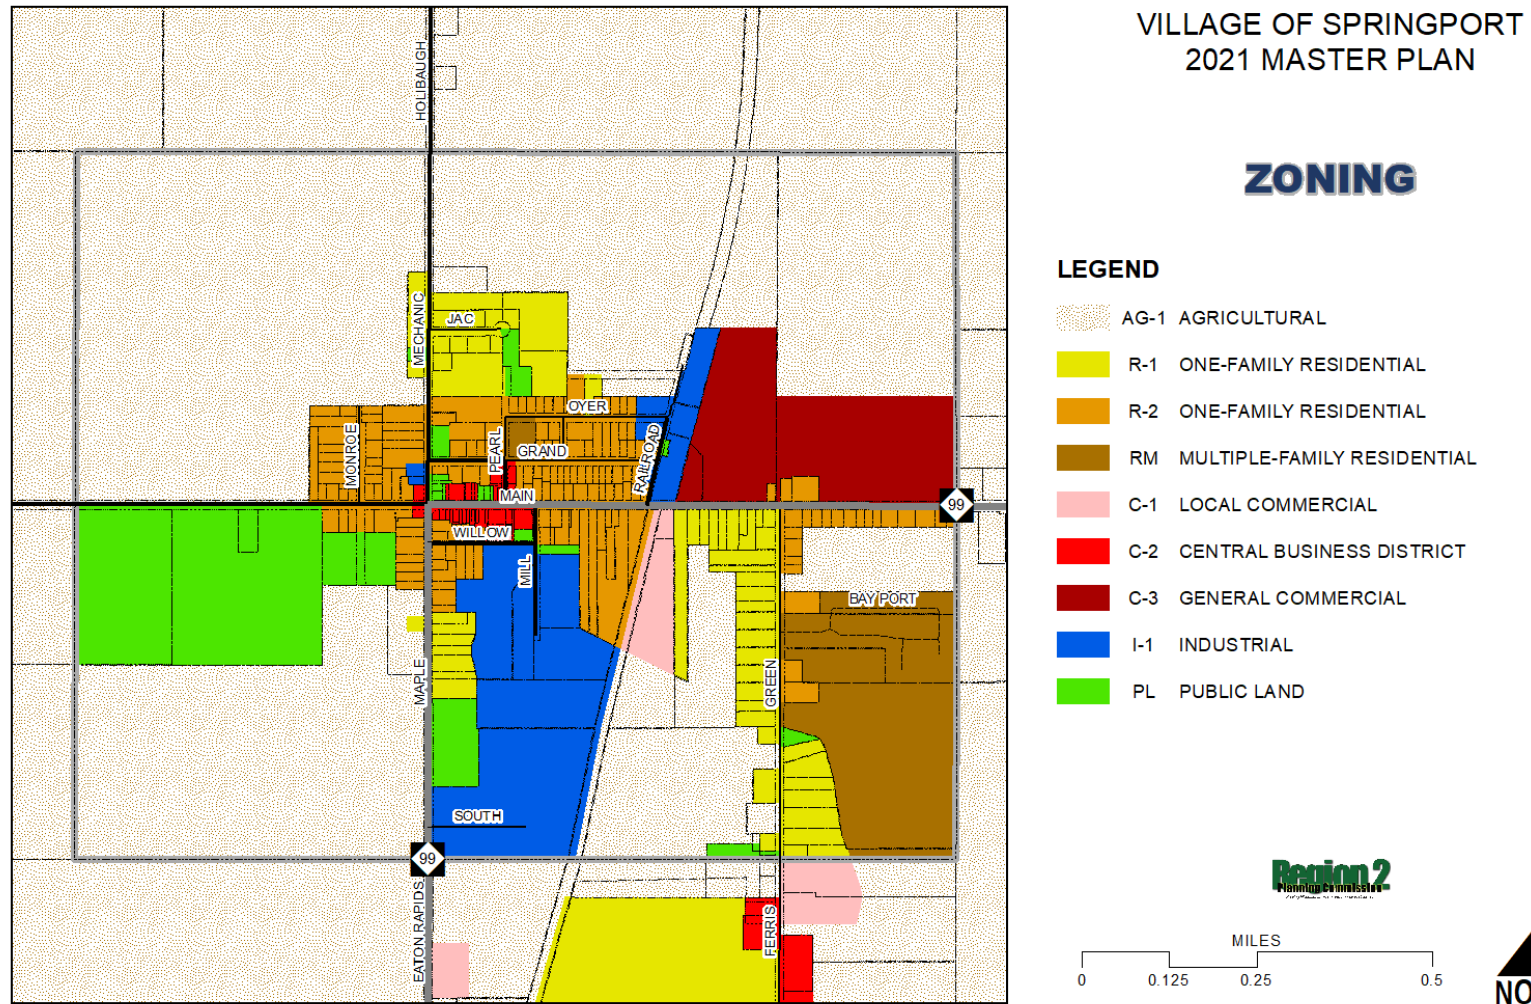 VILLAGE OF SPRINGPORT
2021 MASTER PLAN
ZONING
LEGEND
AG-1 AGRICULTURAL
R-1 ONE-FAMILY RESIDENTIAL
R-2 ONE-FAMILY RESIDENTIAL
RM MULTIPLE-FAMILY RESIDENTIAL
C-1 LOCAL COMMERCIAL
C-2 CENTRAL BUSINESS DISTRICT
C-3 GENERAL COMMERCIAL
I-1 INDUSTRIAL
PL PUBLIC LAND
Region 2
Planning Commission
MILES
0 0.125 0.25 0.5
NO
HOLIBAUGH
MECHANIC
JAC
OYER
MONROE
PEARL
GRAND
RAILROAD
MAIN
99
WILLOW
MILL
BAY PORT
MAPLE
GREEN
SOUTH
99
EATON RAPIDS
FERRIS